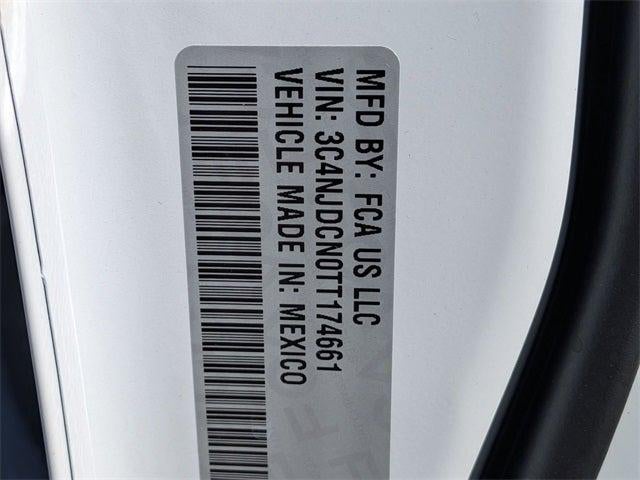 MFD BY: FCA US LLC
VIN: 3C4NJDCN0TT174661
VEHICLE MADE IN: MEXICO